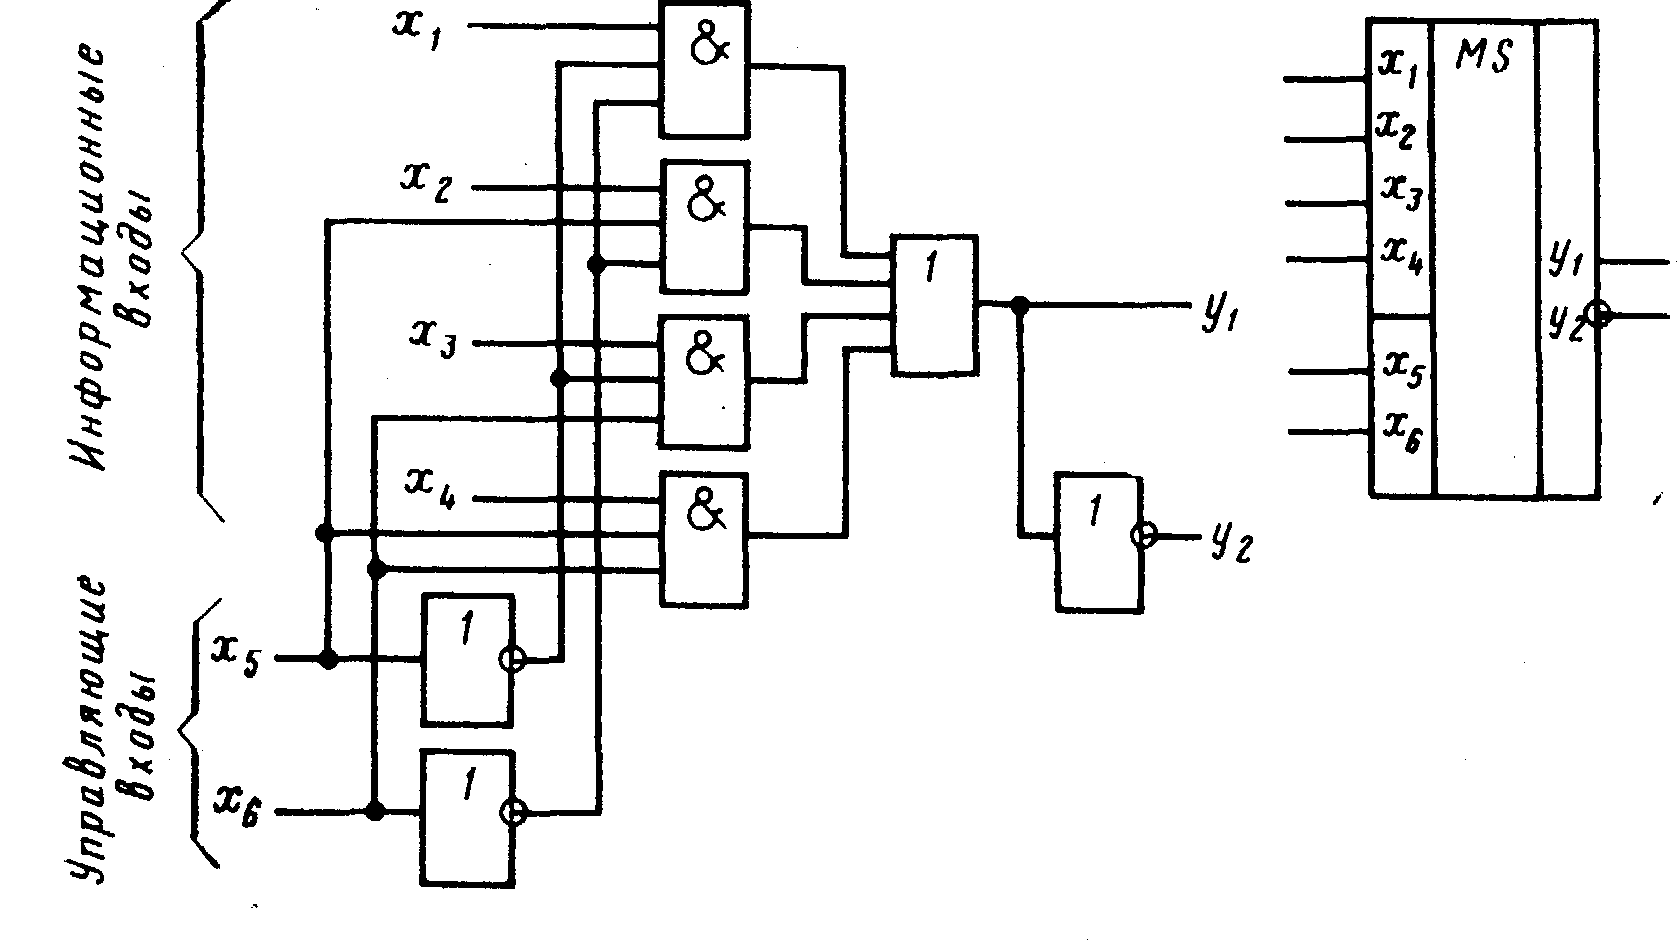 Информационные
входы
Управляющие
входы
x1
&
x2
&
x3
&
x4
&
x5
1
x6
1
1
y1
1
y2
MS
x1
x2
x3
x4
y1
y2
x5
x6